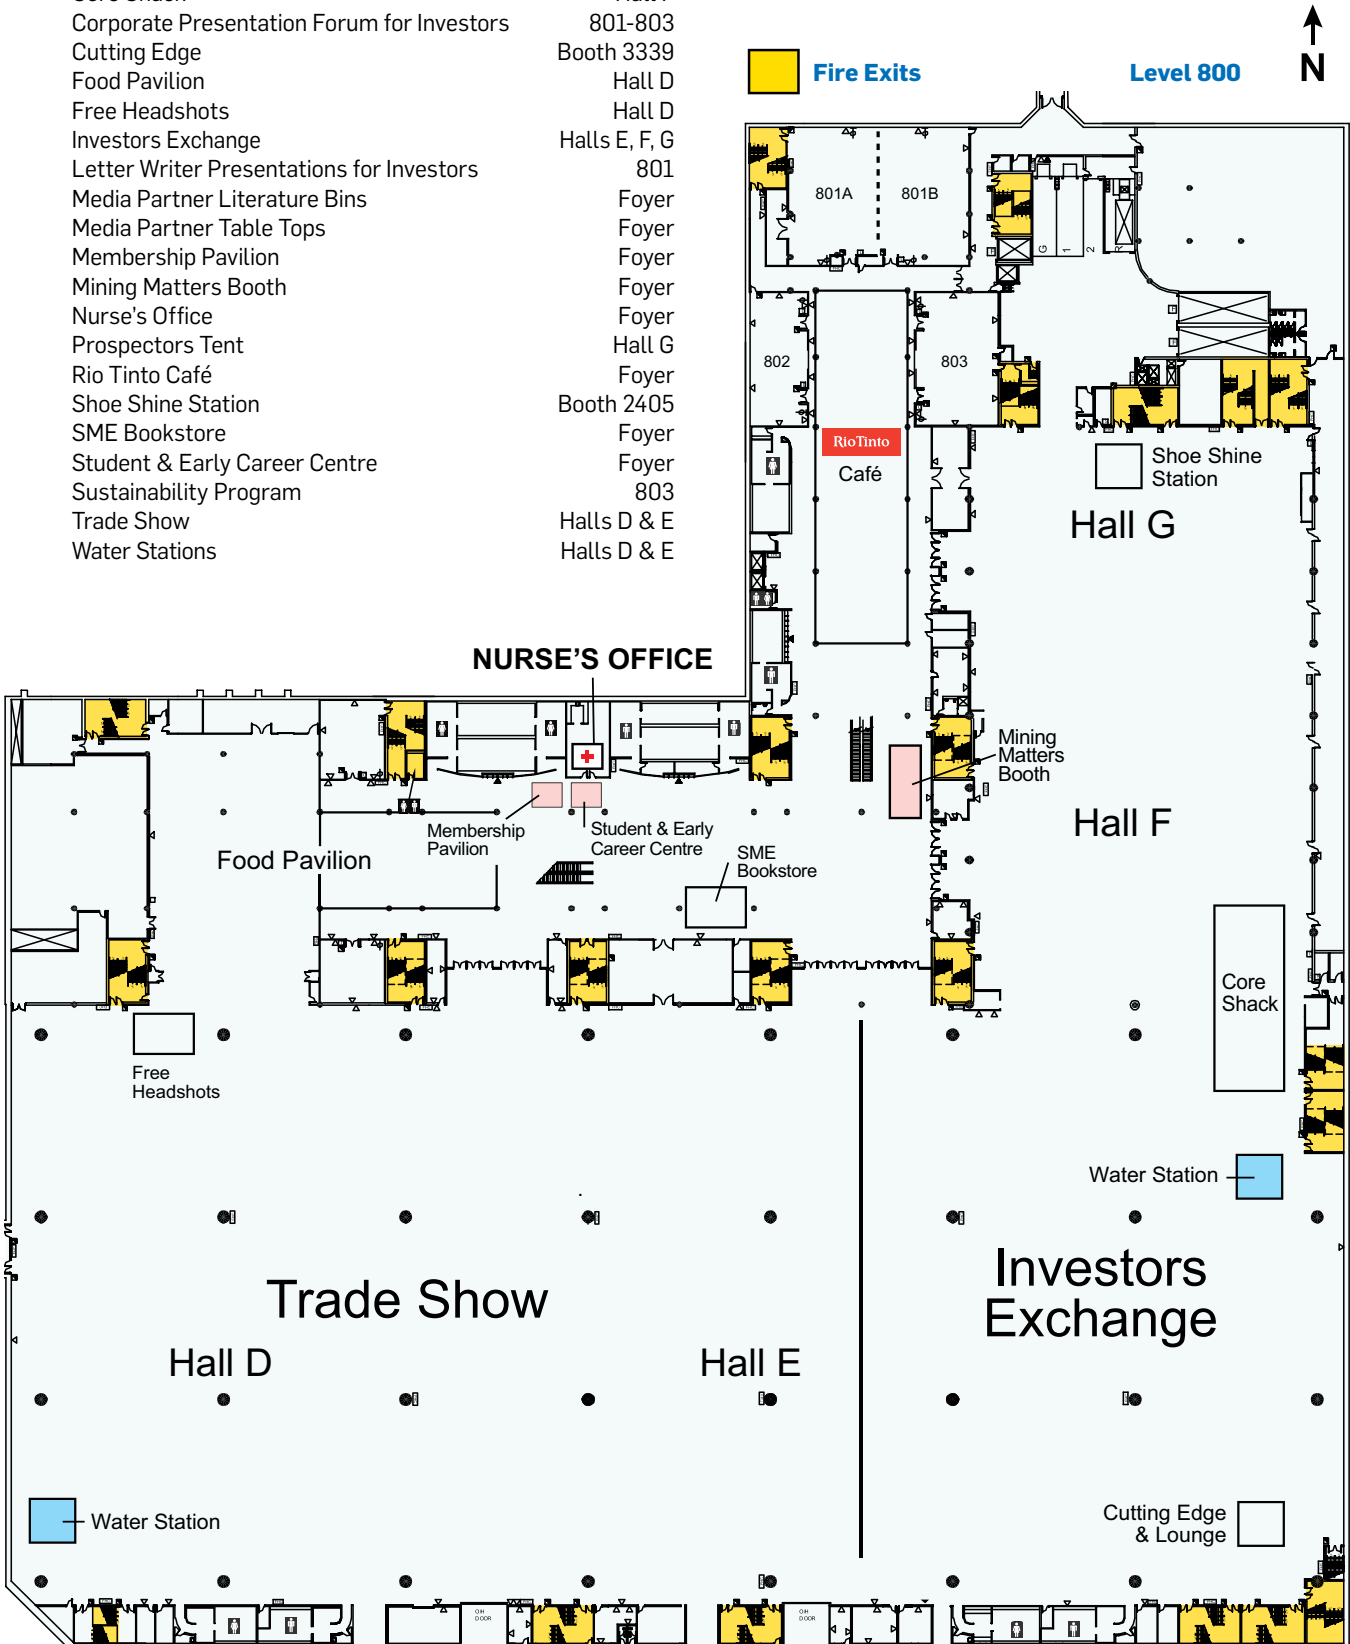 Corporate Presentation Forum for Investors 801-803
Cutting Edge Booth 3339
Food Pavilion Hall D
Free Headshots Hall D
Investors Exchange Halls E, F, G
Letter Writer Presentations for Investors 801
Media Partner Literature Bins Foyer
Media Partner Table Tops Foyer
Membership Pavilion Foyer
Mining Matters Booth Foyer
Nurse’s Office Foyer
Prospectors Tent Hall G
Rio Tinto Café Foyer
Shoe Shine Station Booth 2405
SME Bookstore Foyer
Student & Early Career Centre Foyer
Sustainability Program 803
Trade Show Halls D & E
Water Stations Halls D & E
Fire Exits
Level 800
N
801A
801B
G
1
2
R
802
803
RioTinto
Café
Shoe Shine
Station
Hall G
NURSE’S OFFICE
Mining
Matters
Booth
Hall F
Membership
Pavilion
Student & Early
Career Centre
SME
Bookstore
Food Pavilion
Core
Shack
Free
Headshots
Water Station
Trade Show
Investors
Exchange
Hall D
Hall E
Water Station
Cutting Edge
& Lounge
O/H
DOOR
O/H
DOOR